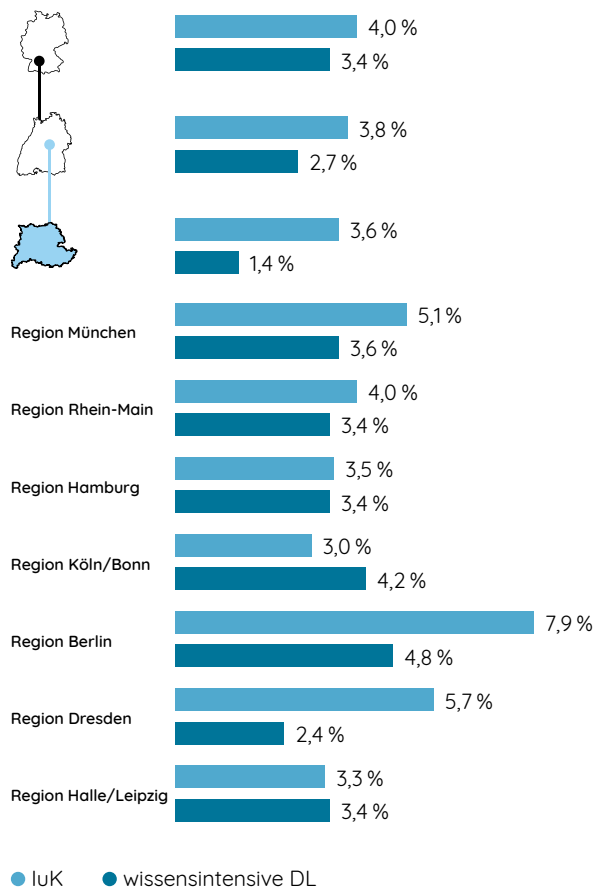 4,0 %
3,4 %
3,8 %
2,7 %
3,6 %
1,4 %
Region München
5,1 %
3,6 %
Region Rhein-Main
4,0 %
3,4 %
Region Hamburg
3,5 %
3,4 %
Region Köln/Bonn
3,0 %
4,2 %
Region Berlin
7,9 %
4,8 %
Region Dresden
5,7 %
2,4 %
Region Halle/Leipzig
3,3 %
3,4 %
IuK wissensintensive DL